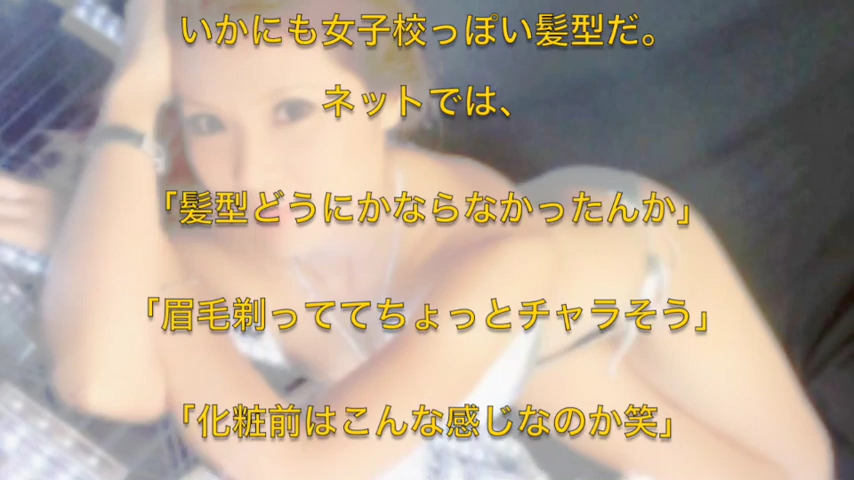 いかにも女子校っぽい髪型だ。
ネットでは、
「髪型どうにかならなかったんか」
「眉毛剃っててちょっとチャラそう」
「化粧前はこんな感じなのか笑」